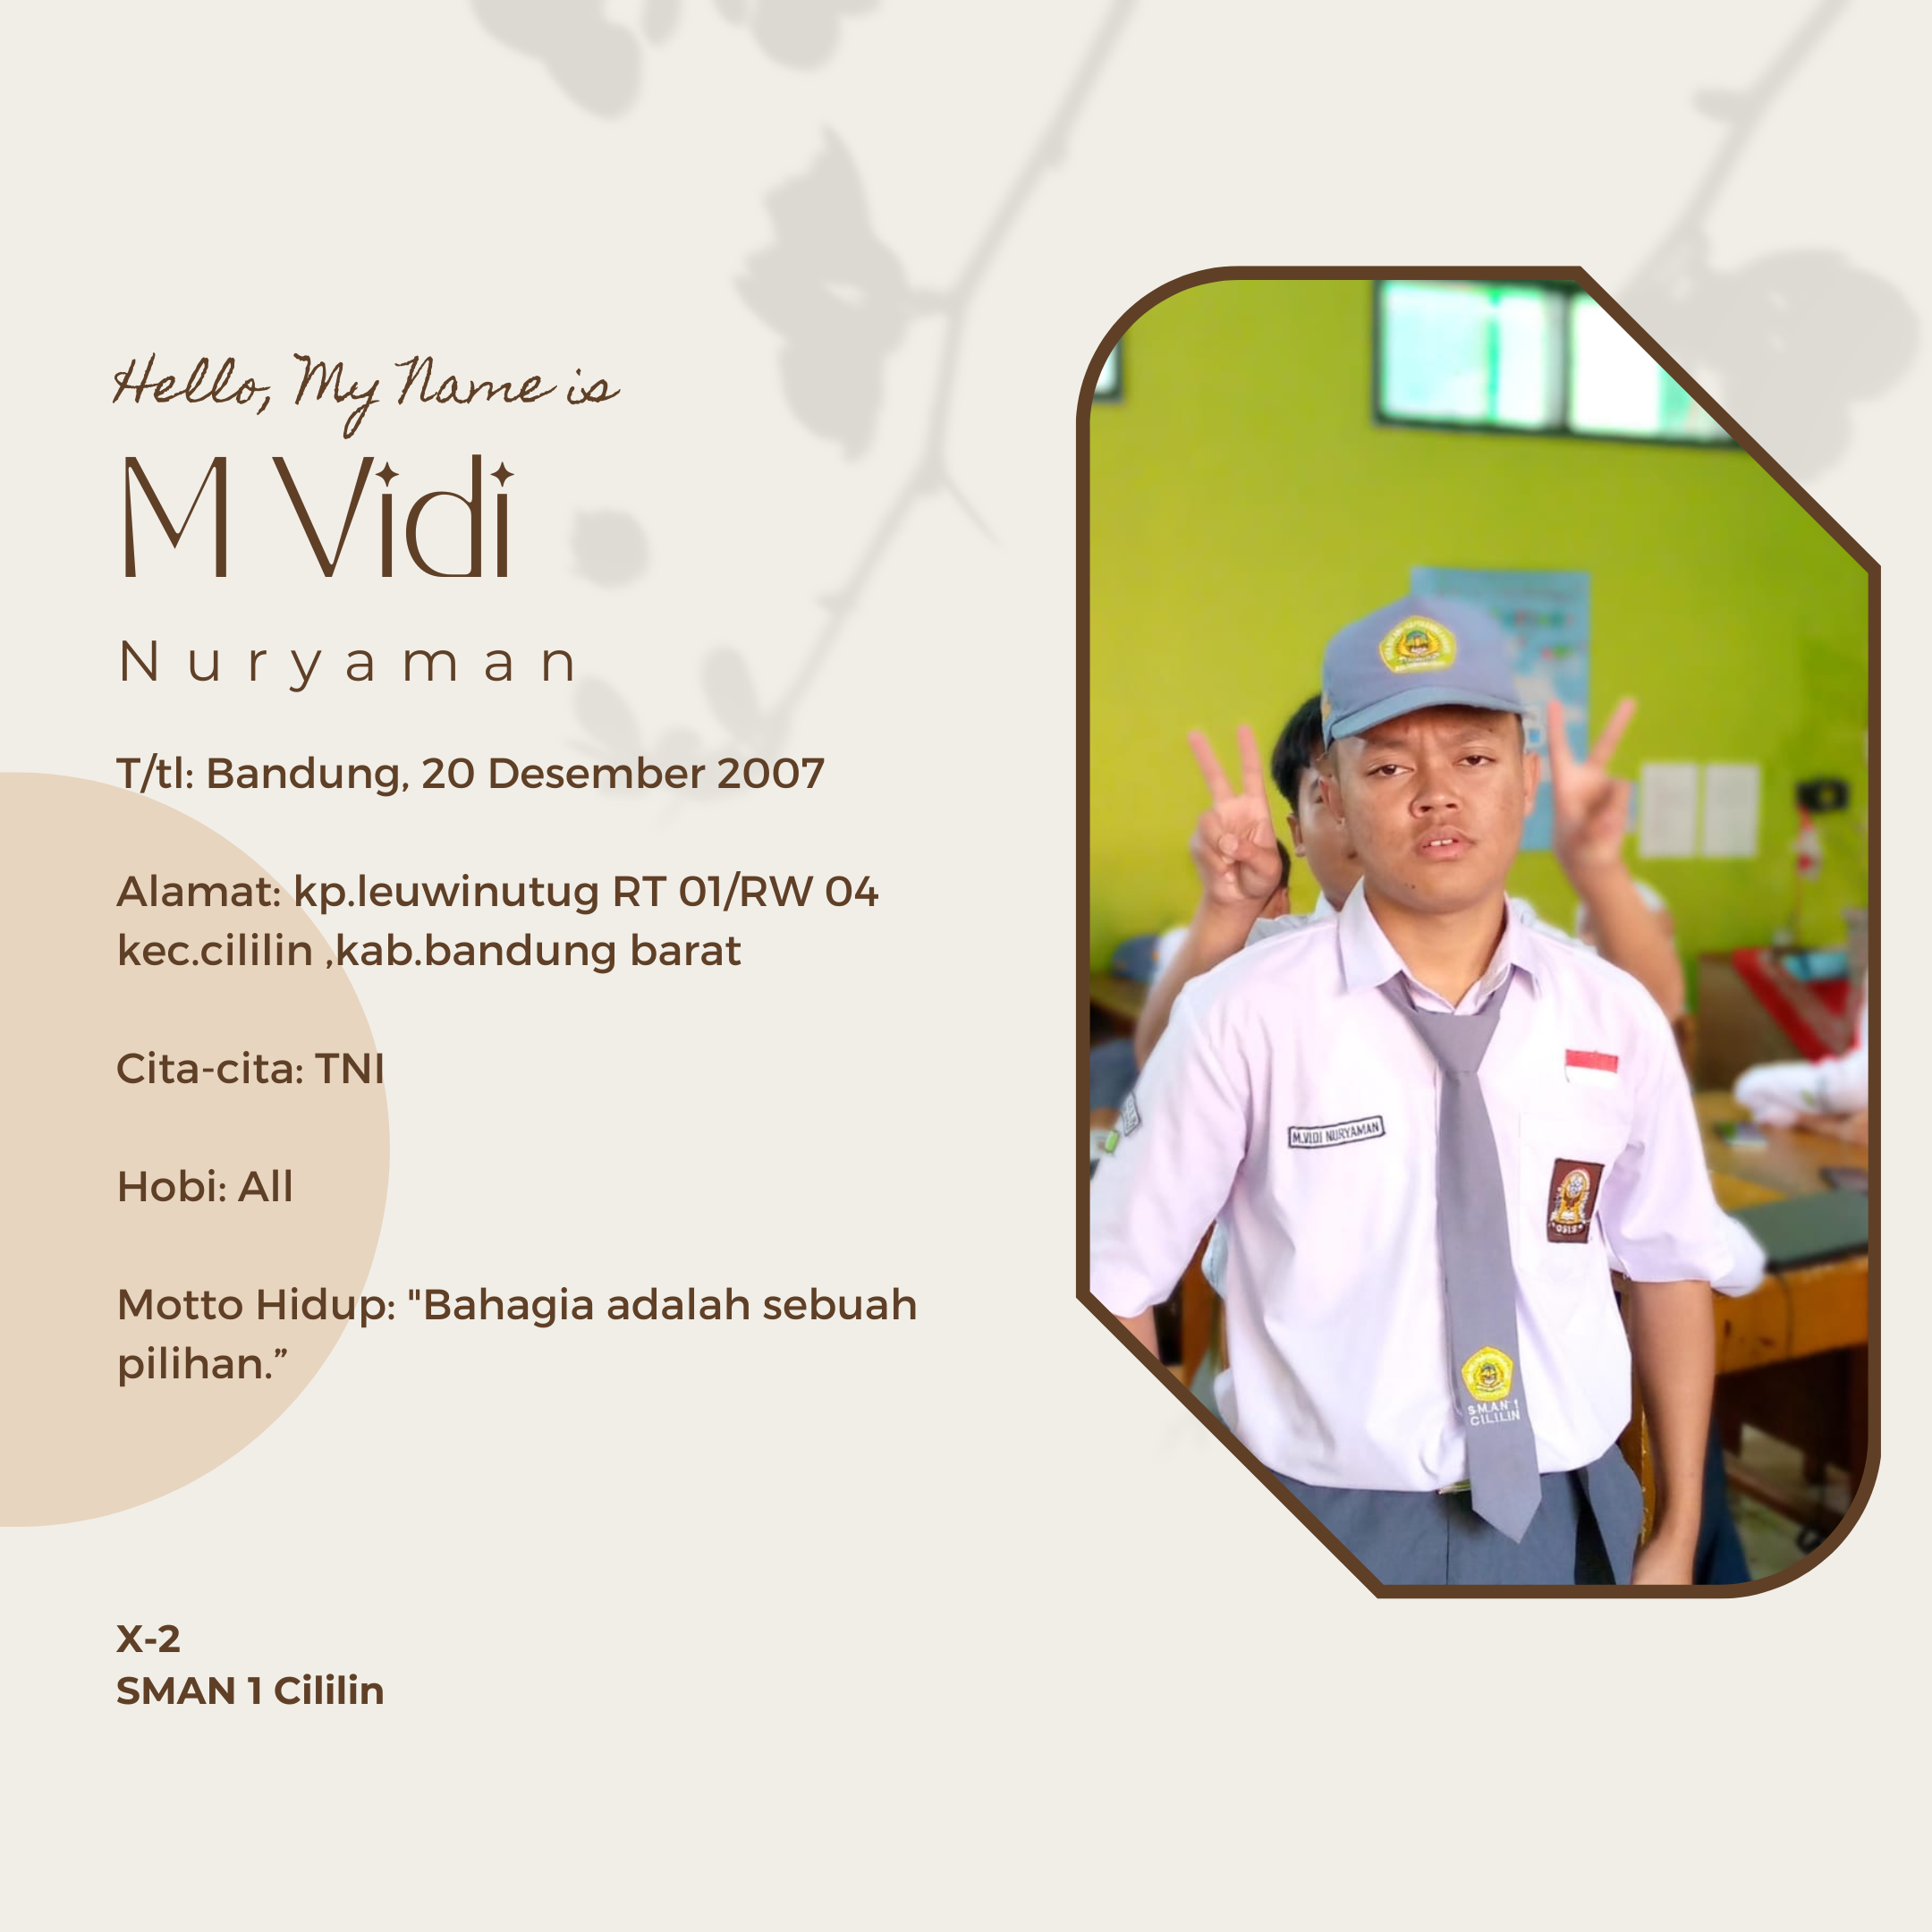 Hello, My Name is
M Vidi
Nuryaman
T/tl: Bandung, 20 Desember 2007
Alamat: kp.leuwinutug RT 01/RW 04
kec.cililin ,kab.bandung barat
Cita-cita: TNI
Hobi: All
Motto Hidup: "Bahagia adalah sebuah
pilihan.”
X-2
SMAN 1 Cililin
M.VIDI NURYAMAN
OSIS
SMAN 1
CILILIN